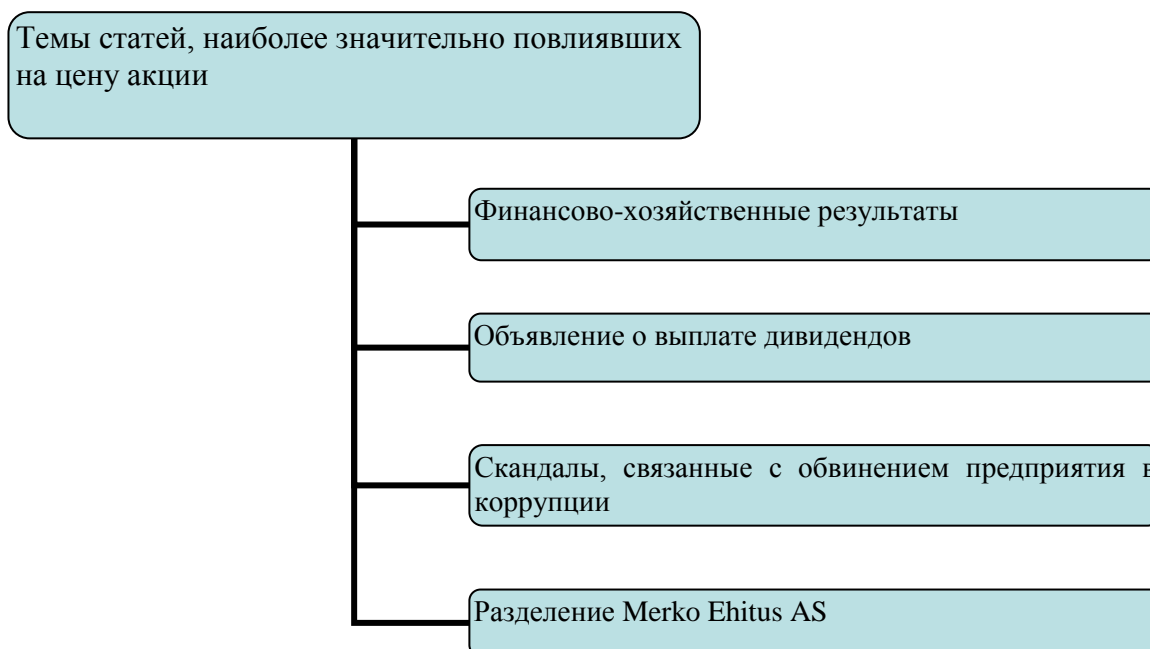 Темы статей, наиболее значительно повлиявших
на цену акции
Финансово-хозяйственные результаты
Объявление о выплате дивидендов
Скандалы, связанные с обвинением предприятия в
коррупции
Разделение Merko Ehitus AS